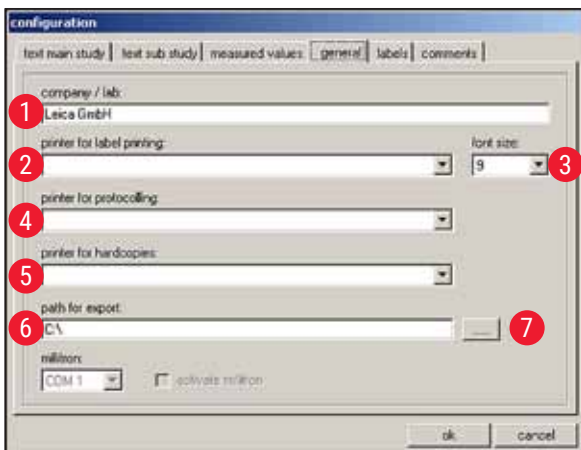 configuration
text main study text sub study measured values general labels comments
company / lab:
1 Leica GmbH
printer for label printing: font size:
2 9 3
printer for protocolling:
4
printer for hardcopies:
5
path for export:
6 C:\ ... 7
militron:
COM 1 activate militron
ok cancel